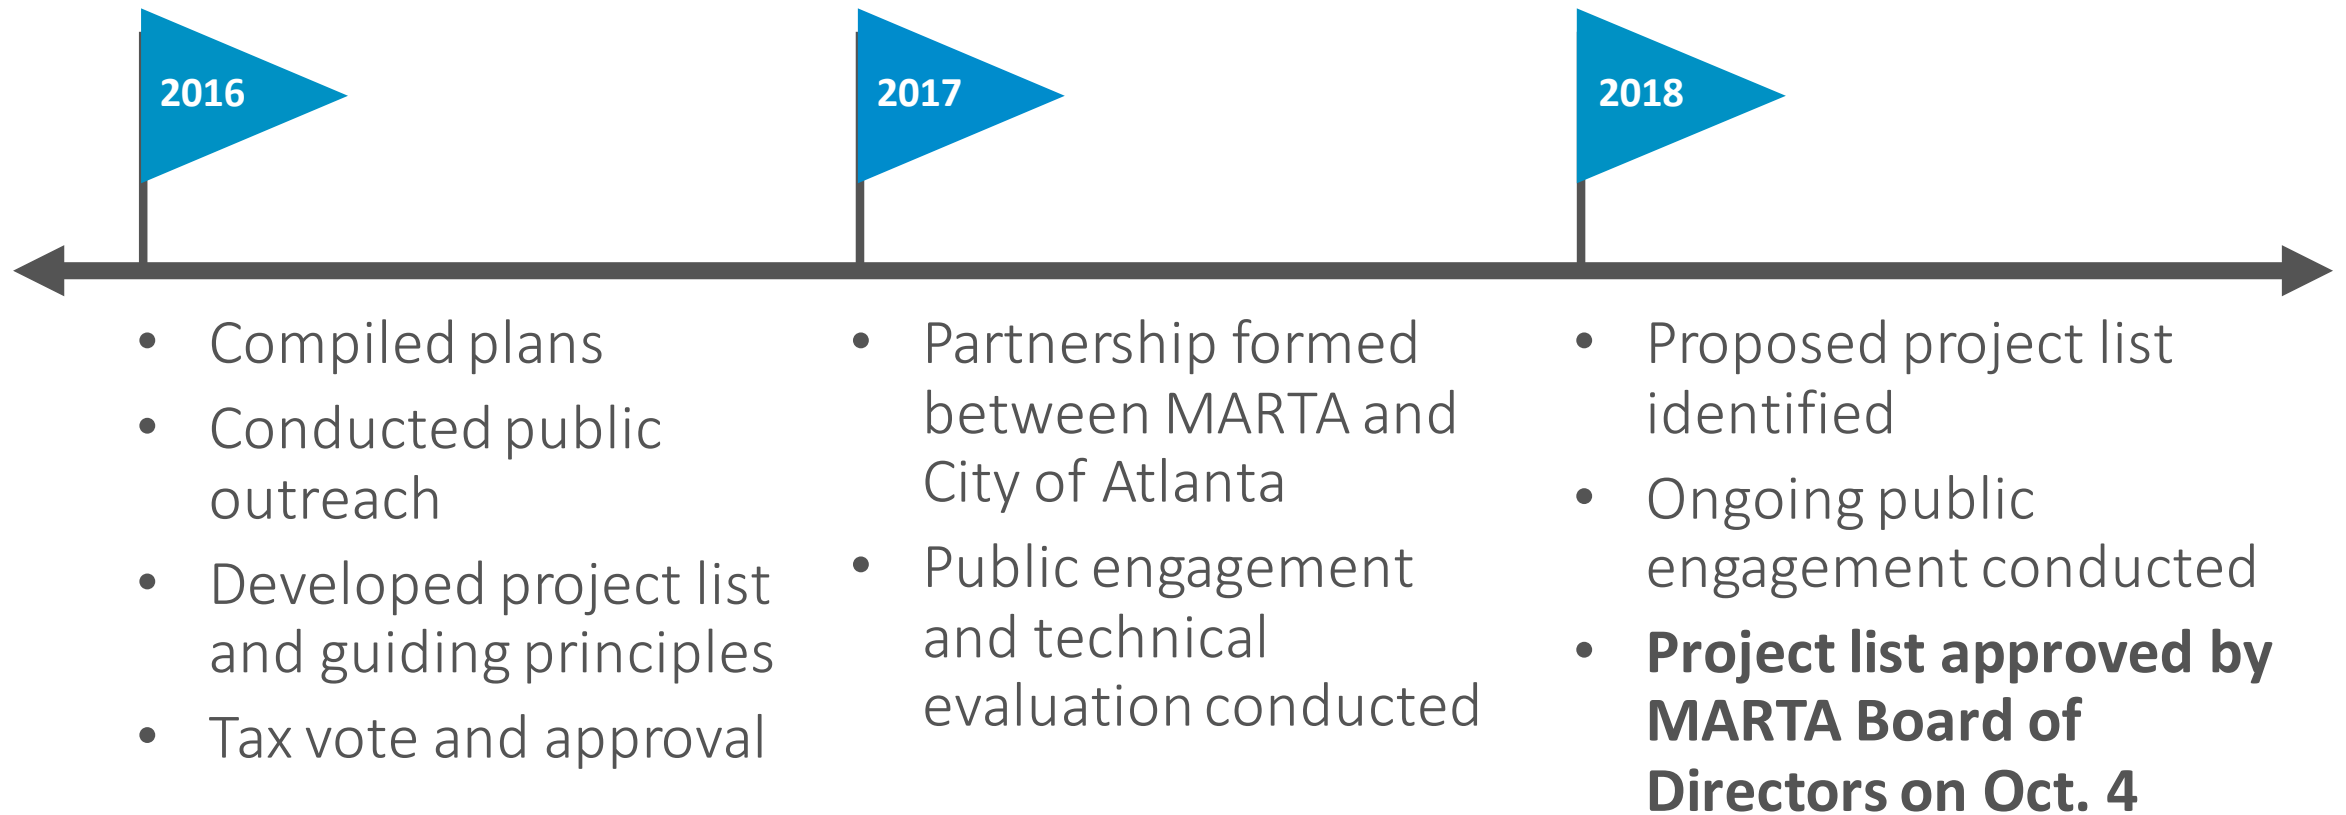 2016
• Compiled plans
• Conducted public
outreach
• Developed project list
and guiding principles
• Tax vote and approval
2017
• Partnership formed
between MARTA and
City of Atlanta
• Public engagement
and technical
evaluation conducted
2018
• Proposed project list
identified
• Ongoing public
engagement conducted
• Project list approved by
MARTA Board of
Directors on Oct. 4